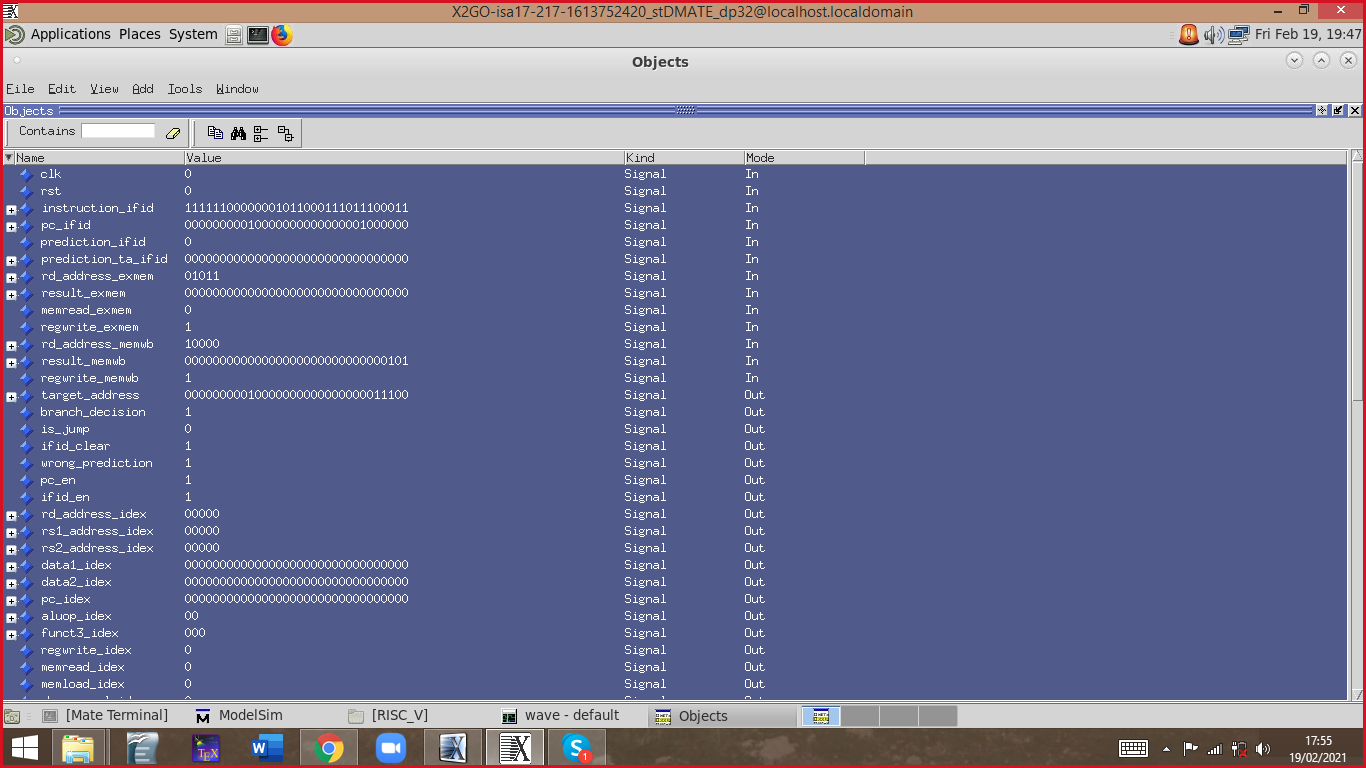 X2GO-isa17-217-1613752420_stDMATE_dp32@localhost.localdomain
Applications Places System Fri Feb 19, 19:47
Objects
File Edit View Add Tools Window
Objects
Contains
Name Value Kind Mode
clk 0 Signal In
rst 0 Signal In
instruction_ifid 11111100000001011000111011100011 Signal In
pc_ifid 00000000010000000000000001000000 Signal In
prediction_ifid 0 Signal In
prediction_ta_ifid 00000000000000000000000000000000 Signal In
rd_address_exmem 01011 Signal In
result_exmem 00000000000000000000000000000000 Signal In
memread_exmem 0 Signal In
regwrite_exmem 1 Signal In
rd_address_memwb 10000 Signal In
result_memwb 00000000000000000000000000000101 Signal In
regwrite_memwb 1 Signal In
target_address 00000000010000000000000000011100 Signal Out
branch_decision 1 Signal Out
is_jump 0 Signal Out
ifid_clear 1 Signal Out
wrong_prediction 1 Signal Out
pc_en 1 Signal Out
ifid_en 1 Signal Out
rd_address_idex 00000 Signal Out
rs1_address_idex 00000 Signal Out
rs2_address_idex 00000 Signal Out
data1_idex 00000000000000000000000000000000 Signal Out
data2_idex 00000000000000000000000000000000 Signal Out
pc_idex 00000000000000000000000000000000 Signal Out
aluop_idex 00 Signal Out
funct3_idex 000 Signal Out
regwrite_idex 0 Signal Out
memread_idex 0 Signal Out
memload_idex 0 Signal Out
[Mate Terminal] ModelSim [RISC_V] wave - default Objects
17:55
19/02/2021